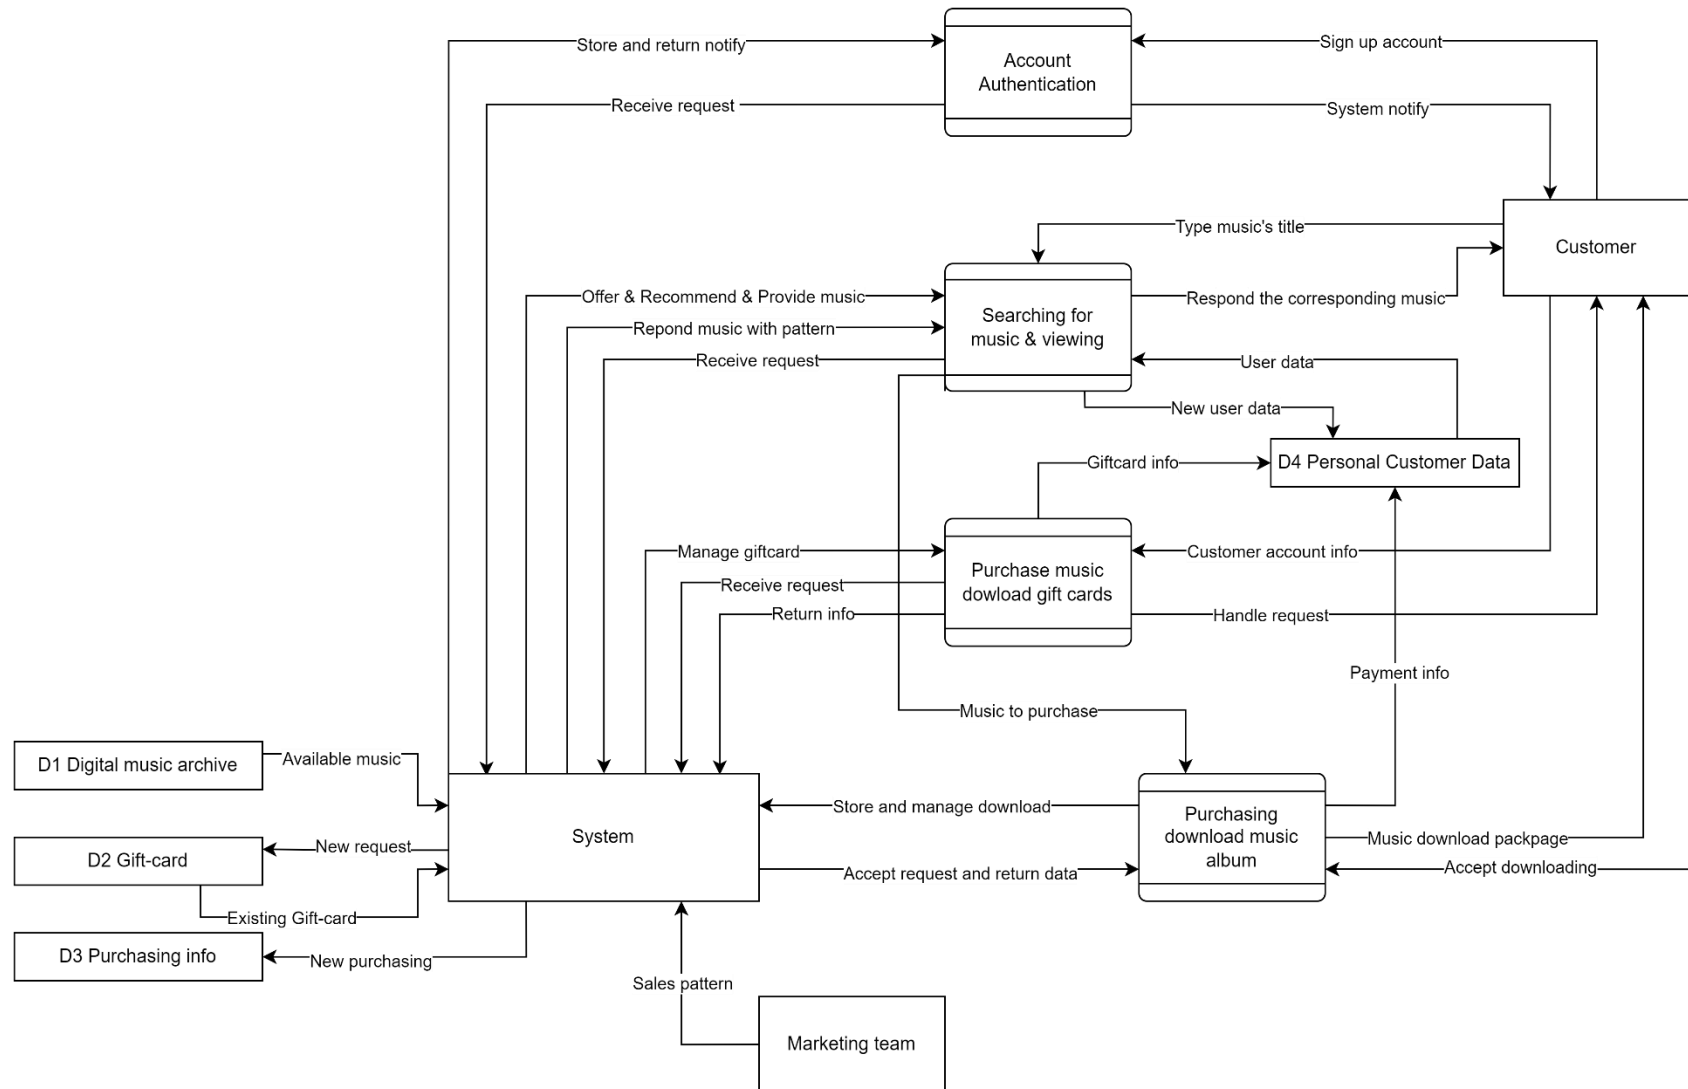 Store and return notify
Account
Authentication
Sign up account
Receive request
System notify
Type music's title
Customer
Offer & Recommend & Provide music
Searching for
music & viewing
Respond the corresponding music
Repond music with pattern
Receive request
User data
New user data
Giftcard info
D4 Personal Customer Data
Manage giftcard
Purchase music
dowload gift cards
Customer account info
Receive request
Return info
Handle request
Payment info
Music to purchase
D1 Digital music archive
Available music
Store and manage download
Purchasing
download music
album
System
Music download packpage
New request
D2 Gift-card
Accept request and return data
Accept downloading
Existing Gift-card
D3 Purchasing info
New purchasing
Sales pattern
Marketing team